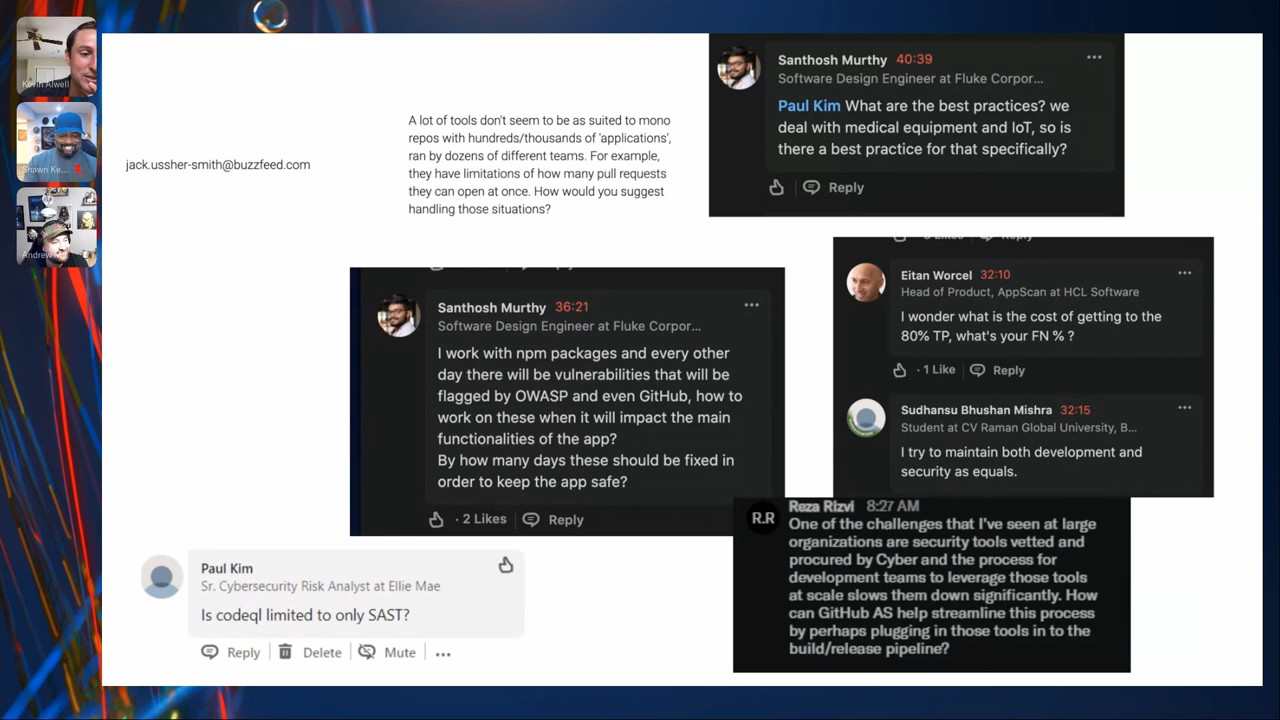 Kevin Alwell
Shawn Ke...
Andrew
jack.ussher-smith@buzzfeed.com
A lot of tools don't seem to be as suited to mono
repos with hundreds/thousands of 'applications',
ran by dozens of different teams. For example,
they have limitations of how many pull requests
they can open at once. How would you suggest
handling those situations?
Santhosh Murthy 40:39
Software Design Engineer at Fluke Corpor...
Paul Kim What are the best practices? we
deal with medical equipment and IoT, so is
there a best practice for that specifically?
Reply
Santhosh Murthy 36:21
Software Design Engineer at Fluke Corpor...
I work with npm packages and every other
day there will be vulnerabilities that will be
flagged by OWASP and even GitHub, how to
work on these when it will impact the main
functionalities of the app?
By how many days these should be fixed in
order to keep the app safe?
· 2 Likes Reply
Eitan Worcel 32:10
Head of Product, AppScan at HCL Software
I wonder what is the cost of getting to the
80% TP, what's your FN % ?
· 1 Like Reply
Sudhansu Bhushan Mishra 32:15
Student at CV Raman Global University, B...
I try to maintain both development and
security as equals.
R.R Reza Rizvi 8:27 AM
One of the challenges that I've seen at large
organizations are security tools vetted and
procured by Cyber and the process for
development teams to leverage those tools
at scale slows them down significantly. How
can GitHub AS help streamline this process
by perhaps plugging in those tools in to the
build/release pipeline?
Paul Kim
Sr. Cybersecurity Risk Analyst at Ellie Mae
Is codeql limited to only SAST?
Reply Delete Mute ...